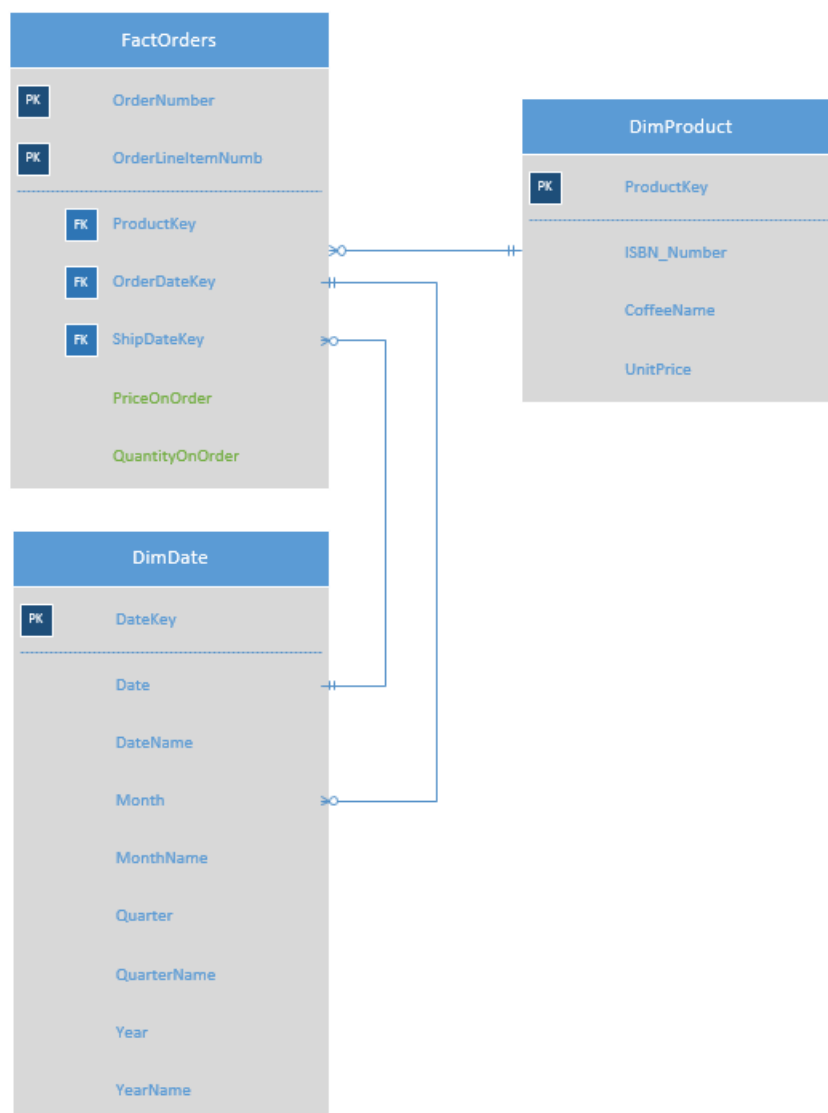 FactOrders
PK OrderNumber
PK OrderLineItemNumb
FK ProductKey
FK OrderDateKey
FK ShipDateKey
PriceOnOrder
QuantityOnOrder
DimProduct
PK ProductKey
ISBN_Number
CoffeeName
UnitPrice
DimDate
PK DateKey
Date
DateName
Month
MonthName
Quarter
QuarterName
Year
YearName